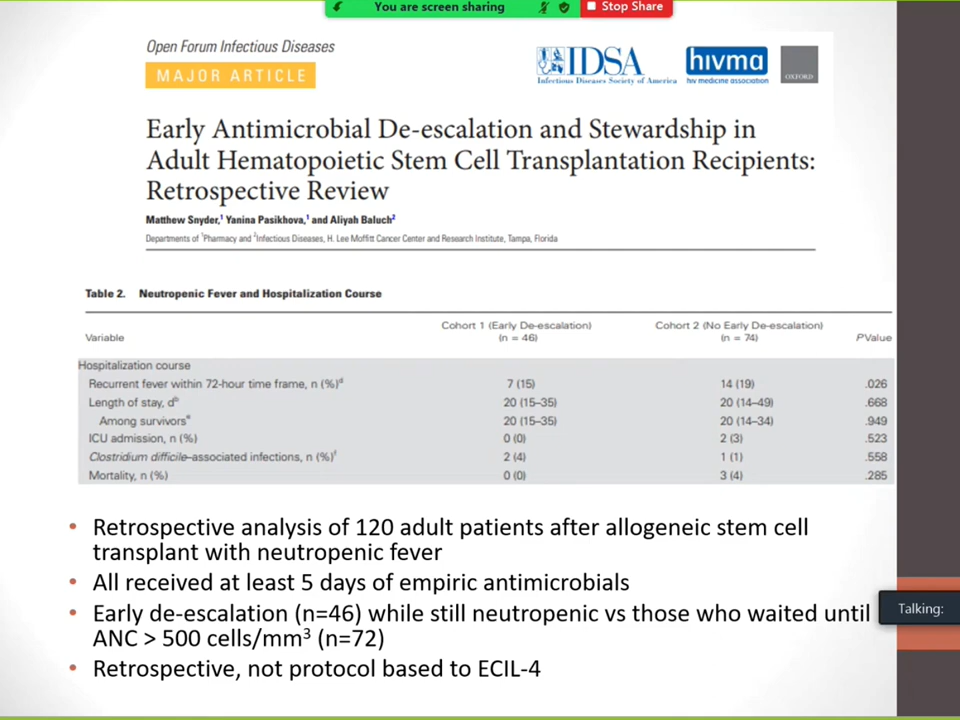 You are screen sharing Stop Share
Open Forum Infectious Diseases
MAJOR ARTICLE
IDSA
Infectious Diseases Society of America
hivma
hiv medicine association
OXFORD
Early Antimicrobial De-escalation and Stewardship in
Adult Hematopoietic Stem Cell Transplantation Recipients:
Retrospective Review
Matthew Snyder,1 Yanina Pasikhova,1 and Aliyah Baluch2
Departments of 1Pharmacy and 2Infectious Diseases, H. Lee Moffitt Cancer Center and Research Institute, Tampa, Florida
Table 2. Neutropenic Fever and Hospitalization Course
Cohort 1 (Early De-escalation) Cohort 2 (No Early De-escalation)
Variable (n = 46) (n = 74) P Value
Hospitalization course
Recurrent fever within 72-hour time frame, n (%)d 7 (15) 14 (19) .026
Length of stay, db 20 (15–35) 20 (14–49) .668
Among survivorse 20 (15–35) 20 (14–34) .949
ICU admission, n (%) 0 (0) 2 (3) .523
Clostridium difficile–associated infections, n (%)f 2 (4) 1 (1) .558
Mortality, n (%) 0 (0) 3 (4) .285
• Retrospective analysis of 120 adult patients after allogeneic stem cell
transplant with neutropenic fever
• All received at least 5 days of empiric antimicrobials
• Early de-escalation (n=46) while still neutropenic vs those who waited until
ANC > 500 cells/mm3 (n=72)
• Retrospective, not protocol based to ECIL-4
Talking: